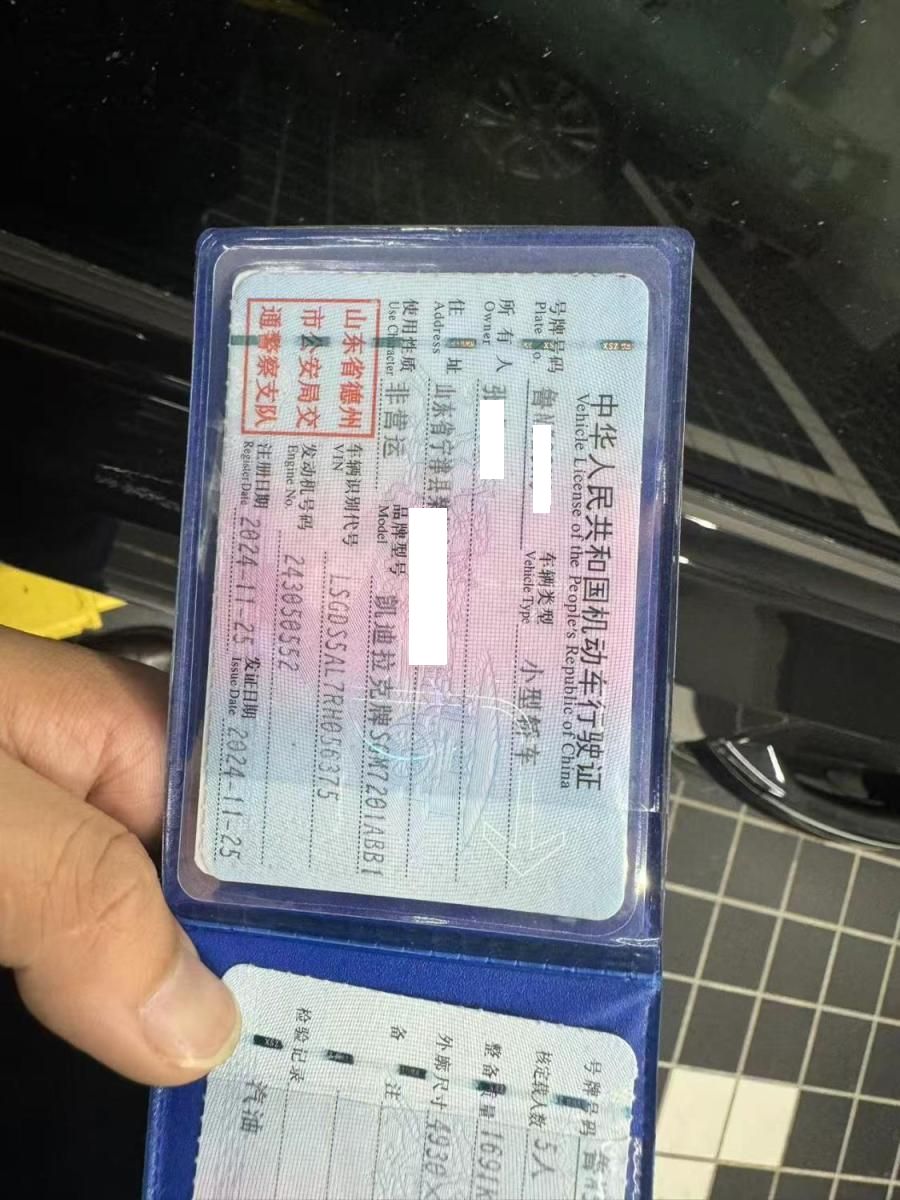 中华人民共和国机动车行驶证
Vehicle License of the People's Republic of China
号牌号码 鲁 车辆类型 小型轿车
Plate No. Vehicle Type
所有人
Owner
住址 山东省宁津县
Address
使用性质 非营运 品牌型号 凯迪拉克牌SGM7201ABB1
Use Character Model
山东省德州
市公安局交
通警察支队
车辆识别代号 LSGDS5AL7RH056375
VIN
发动机号码 243050552
Engine No.
注册日期 2024-11-25 发证日期 2024-11-25
Register Date Issue Date
号牌号码 鲁
核定载人数 5人
整备质量 1691k
外廓尺寸 4930X
备注
检验记录 汽油